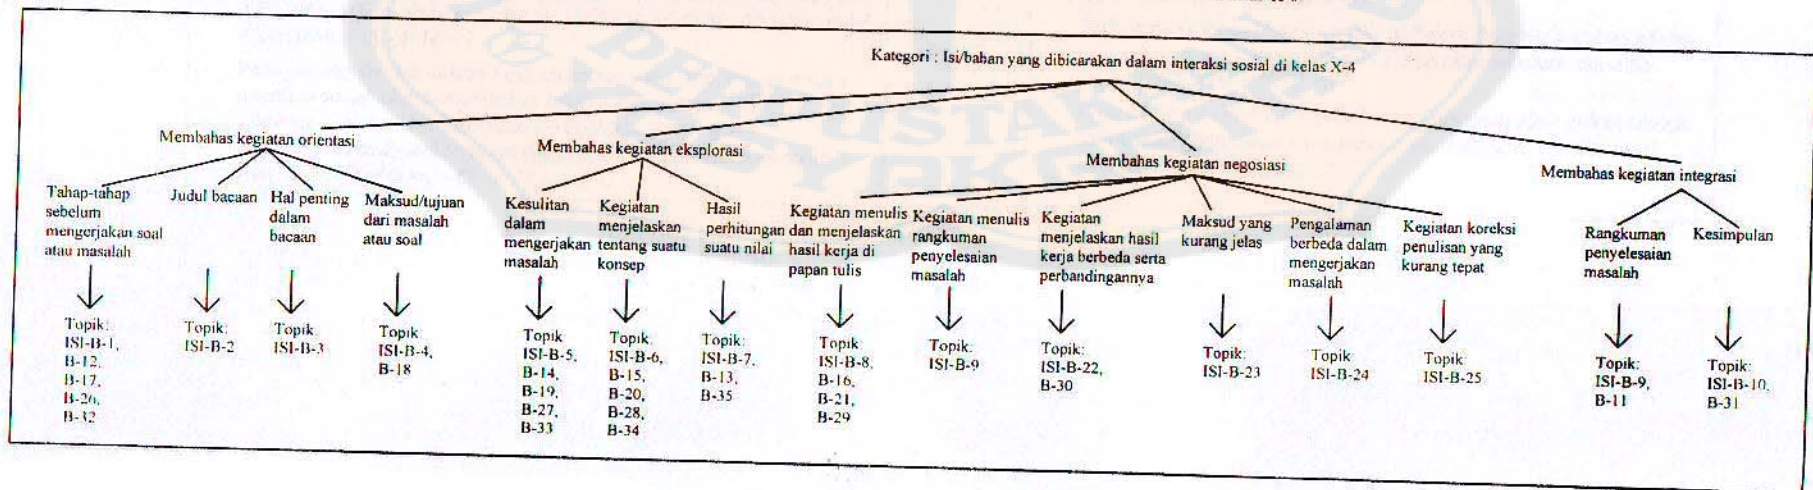 Kategori : Isi/bahan yang dibicarakan dalam interaksi sosial di kelas X-4
Membahas kegiatan orientasi
Membahas kegiatan eksplorasi
Membahas kegiatan negosiasi
Membahas kegiatan integrasi
Tahap-tahap
sebelum
mengerjakan soal
atau masalah
Judul bacaan
Hal penting
dalam
bacaan
Maksud/tujuan
dari masalah
atau soal
Kesulitan
dalam
mengerjakan
masalah
Kegiatan
menjelaskan
tentang suatu
konsep
Hasil
perhitungan
suatu nilai
Kegiatan menulis
dan menjelaskan
hasil kerja di
papan tulis
Kegiatan menulis
rangkuman
penyelesaian
masalah
Kegiatan
menjelaskan hasil
kerja berbeda serta
perbandingannya
Maksud yang
kurang jelas
Pengalaman
berbeda dalam
mengerjakan
masalah
Kegiatan koreksi
penulisan yang
kurang tepat
Rangkuman
penyelesaian
masalah
Kesimpulan
Topik:
ISI-B-1,
B-12,
B-17,
B-26,
B-32
Topik:
ISI-B-2
Topik:
ISI-B-3
Topik:
ISI-B-4,
B-18
Topik
ISI-B-5,
B-14,
B-19,
B-27,
B-33
Topik:
ISI-B-6,
B-15,
B-20,
B-28,
B-34
Topik:
ISI-B-7,
B-13,
B-35
Topik:
ISI-B-8,
B-16,
B-21,
B-29
Topik:
ISI-B-9
Topik:
ISI-B-22,
B-30
Topik:
ISI-B-23
Topik:
ISI-B-24
Topik:
ISI-B-25
Topik:
ISI-B-9,
B-11
Topik:
ISI-B-10,
B-31
PERPUSTAKAAN